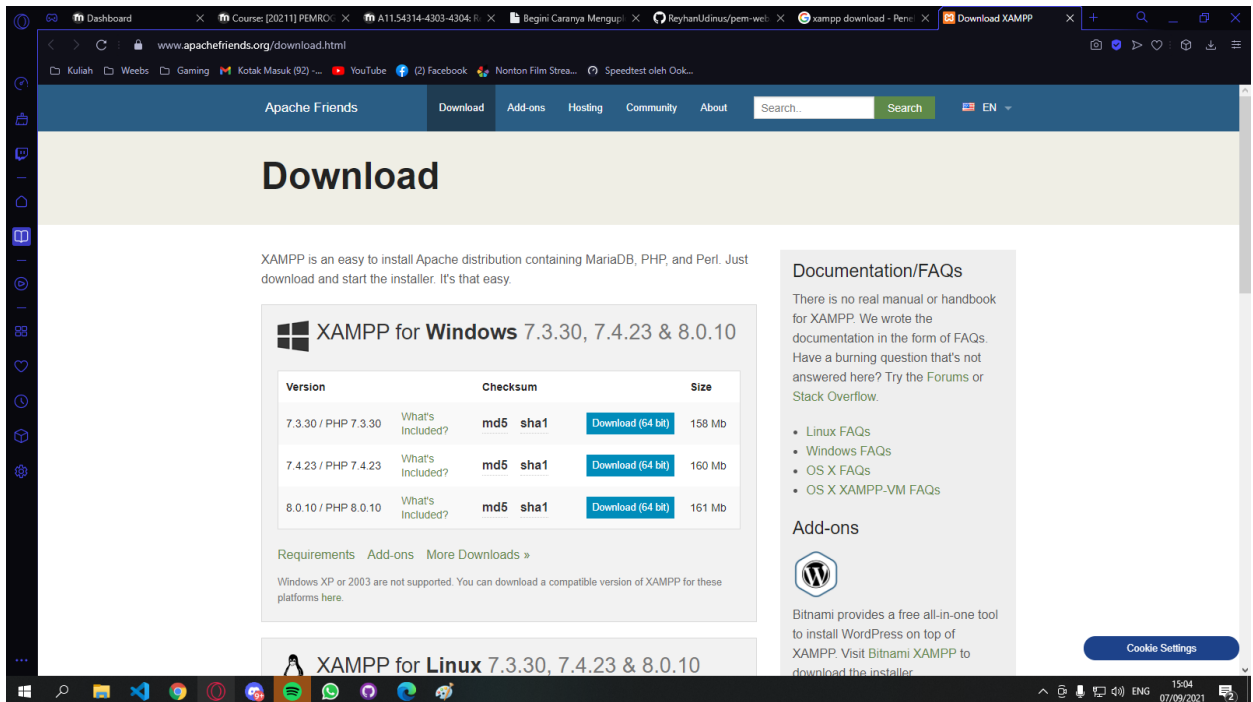 Dashboard
Course: [20211] PEMROG
A11.54314-4303-4304: R
Begini Caranya Mengupl
ReyhanUdinus/pem-web
xampp download - Pene
Download XAMPP
www.apachefriends.org/download.html
Kuliah
Weebs
Gaming
Kotak Masuk (92) -...
YouTube
(2) Facebook
Nonton Film Strea...
Speedtest oleh Ook...
Apache Friends
Download
Add-ons
Hosting
Community
About
Search..
Search
EN
Download
XAMPP is an easy to install Apache distribution containing MariaDB, PHP, and Perl. Just
download and start the installer. It's that easy.
XAMPP for Windows 7.3.30, 7.4.23 & 8.0.10
Version Checksum Size
7.3.30 / PHP 7.3.30 What's Included? md5 sha1 Download (64 bit) 158 Mb
7.4.23 / PHP 7.4.23 What's Included? md5 sha1 Download (64 bit) 160 Mb
8.0.10 / PHP 8.0.10 What's Included? md5 sha1 Download (64 bit) 161 Mb
Requirements Add-ons More Downloads »
Windows XP or 2003 are not supported. You can download a compatible version of XAMPP for these
platforms here.
XAMPP for Linux 7.3.30, 7.4.23 & 8.0.10
Documentation/FAQs
There is no real manual or handbook
for XAMPP. We wrote the
documentation in the form of FAQs.
Have a burning question that's not
answered here? Try the Forums or
Stack Overflow.
• Linux FAQs
• Windows FAQs
• OS X FAQs
• OS X XAMPP-VM FAQs
Add-ons
Bitnami provides a free all-in-one tool
to install WordPress on top of
XAMPP. Visit Bitnami XAMPP to
download the installer.
Cookie Settings
ENG
15:04
07/09/2021
2